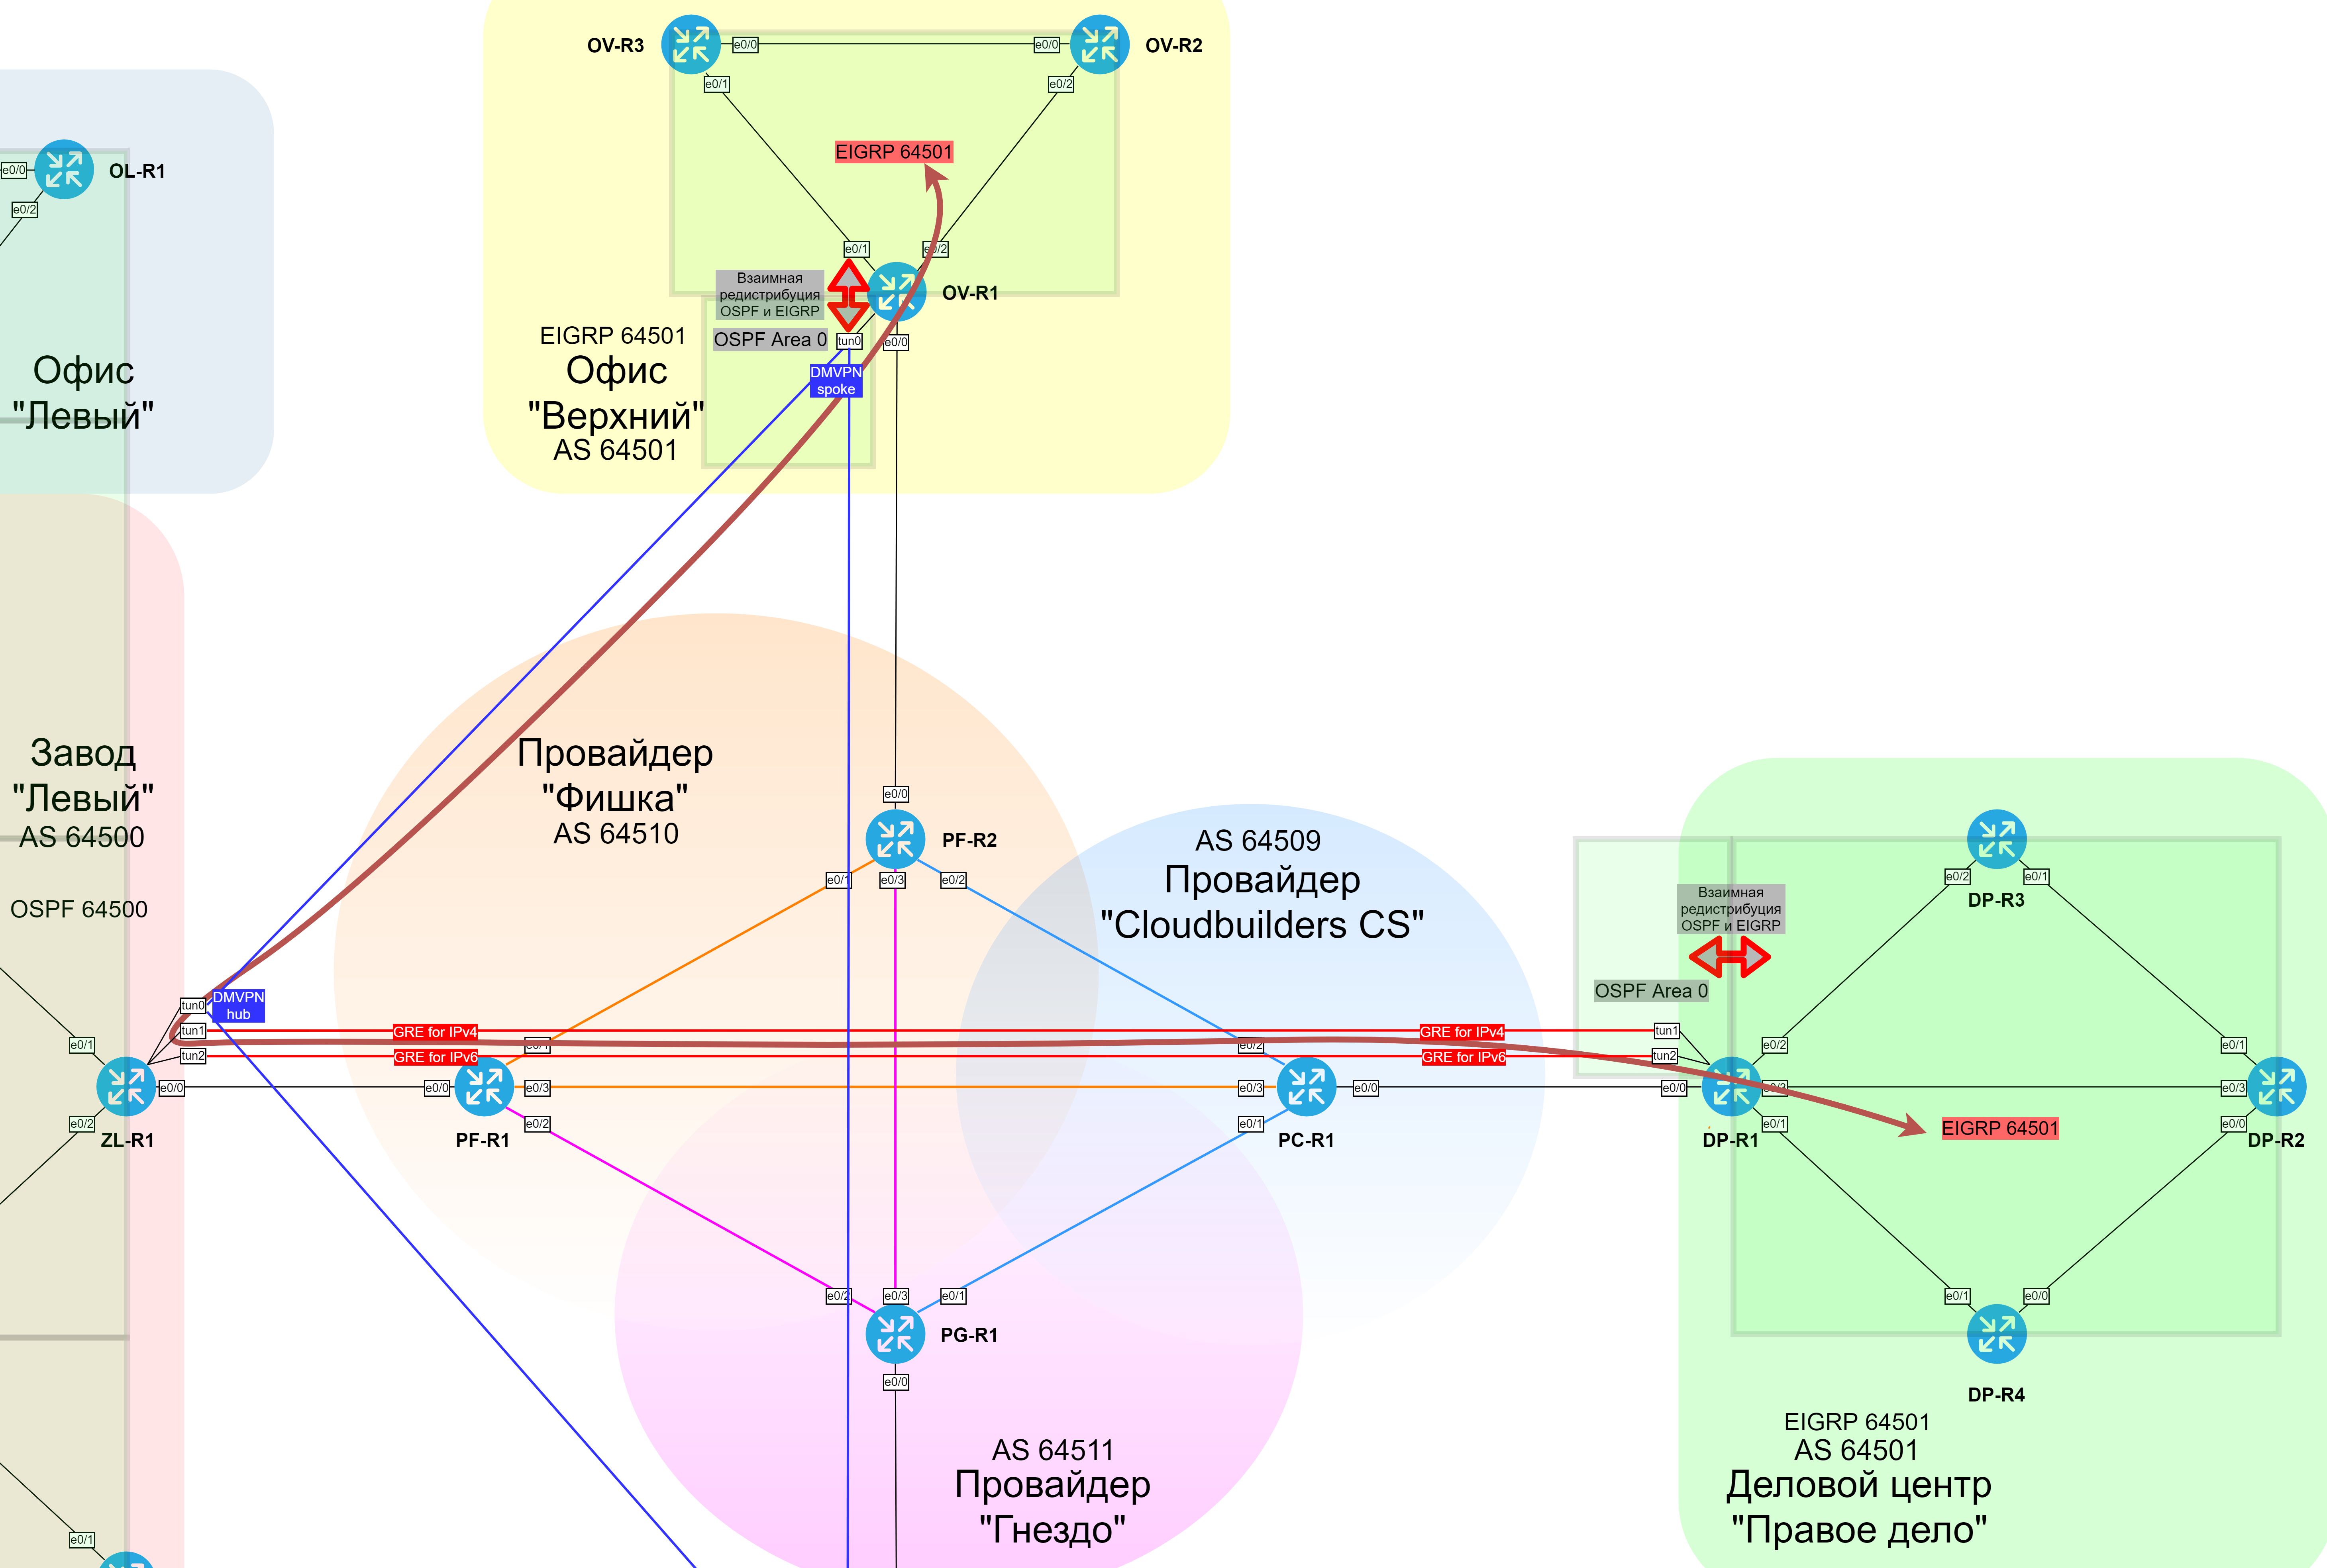 OV-R3
e0/0
e0/0
OV-R2
e0/1
e0/2
EIGRP 64501
e0/0
OL-R1
e0/2
e0/1
e0/2
Взаимная
редистрибуция
OSPF и EIGRP
OV-R1
OSPF Area 0
tun0
e0/0
DMVPN
spoke
EIGRP 64501
Офис
"Верхний"
AS 64501
Офис
"Левый"
Завод
"Левый"
AS 64500
OSPF 64500
Провайдер
"Фишка"
AS 64510
e0/0
PF-R2
e0/1
e0/3
e0/2
AS 64509
Провайдер
"Cloudbuilders CS"
e0/2
e0/1
DP-R3
Взаимная
редистрибуция
OSPF и EIGRP
OSPF Area 0
tun0
DMVPN
hub
tun1
GRE for IPv4
GRE for IPv4
tun1
tun2
GRE for IPv6
GRE for IPv6
tun2
e0/1
e0/1
e0/2
e0/2
e0/1
e0/0
e0/0
e0/3
e0/3
e0/0
e0/0
e0/3
e0/3
e0/2
e0/2
e0/1
e0/1
e0/0
ZL-R1
PF-R1
PC-R1
DP-R1
EIGRP 64501
DP-R2
e0/2
e0/3
e0/1
PG-R1
e0/0
e0/1
e0/0
DP-R4
EIGRP 64501
AS 64501
Деловой центр
"Правое дело"
AS 64511
Провайдер
"Гнездо"
e0/1